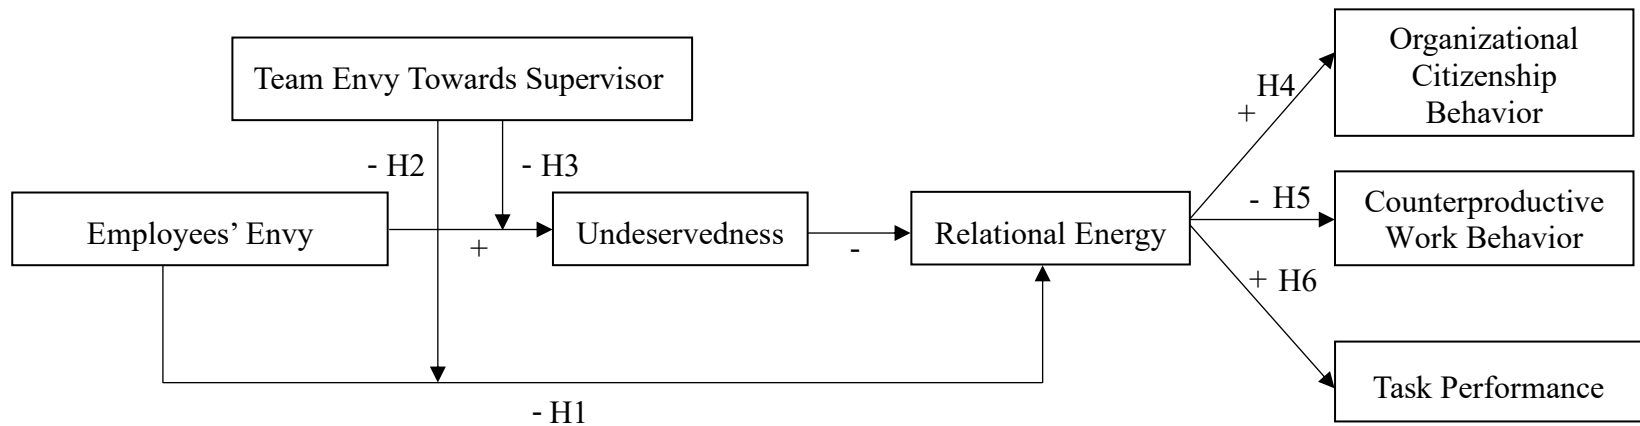 Organizational
Citizenship
Behavior
Team Envy Towards Supervisor
H4
+
- H2
- H3
Employees’ Envy
+
Undeservedness
-
Relational Energy
- H5
Counterproductive
Work Behavior
+ H6
Task Performance
- H1